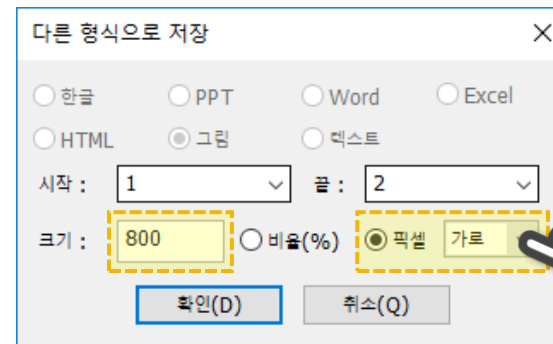 다른 형식으로 저장
한글 PPT Word Excel
HTML 그림 텍스트
시작 : 1 끝 : 2
크기 : 800 비율(%) 픽셀 가로
확인(D) 취소(Q)